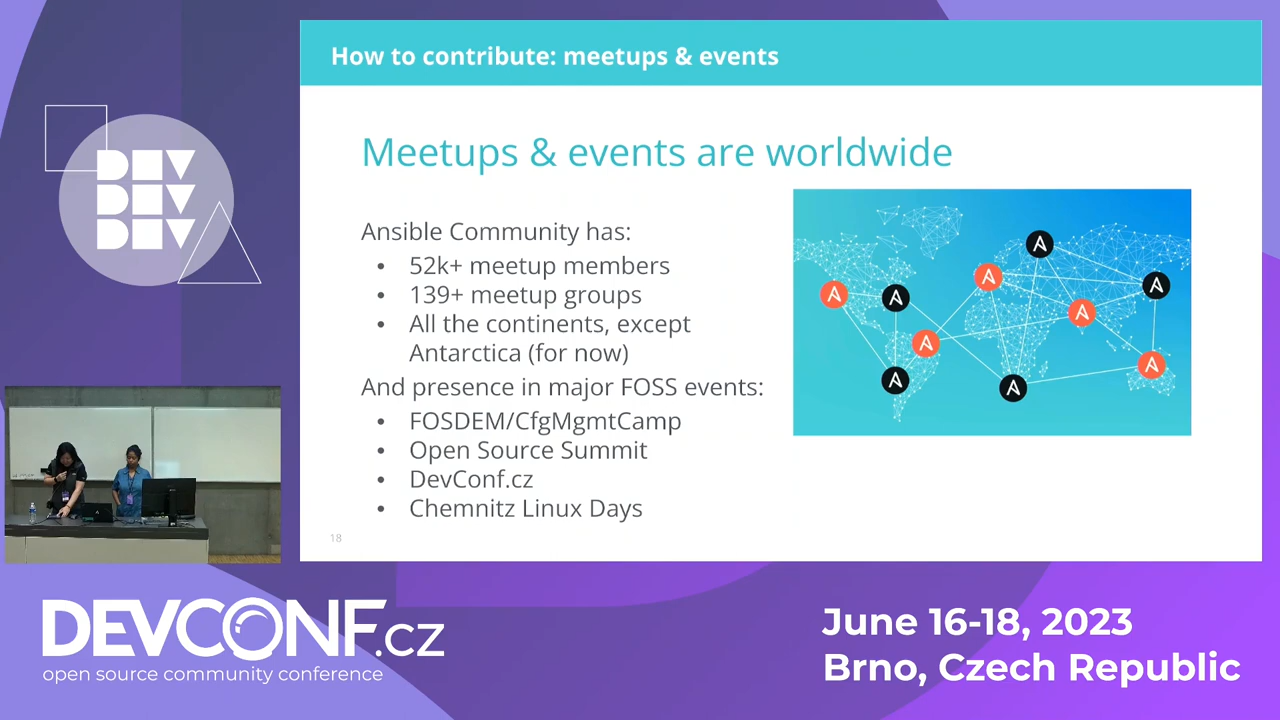 How to contribute: meetups & events
DEV
DEV
DEV
Meetups & events are worldwide
Ansible Community has:
• 52k+ meetup members
• 139+ meetup groups
• All the continents, except
Antarctica (for now)
And presence in major FOSS events:
• FOSDEM/CfgMgmtCamp
• Open Source Summit
• DevConf.cz
• Chemnitz Linux Days
18
DEVCONF.cz
open source community conference
June 16-18, 2023
Brno, Czech Republic